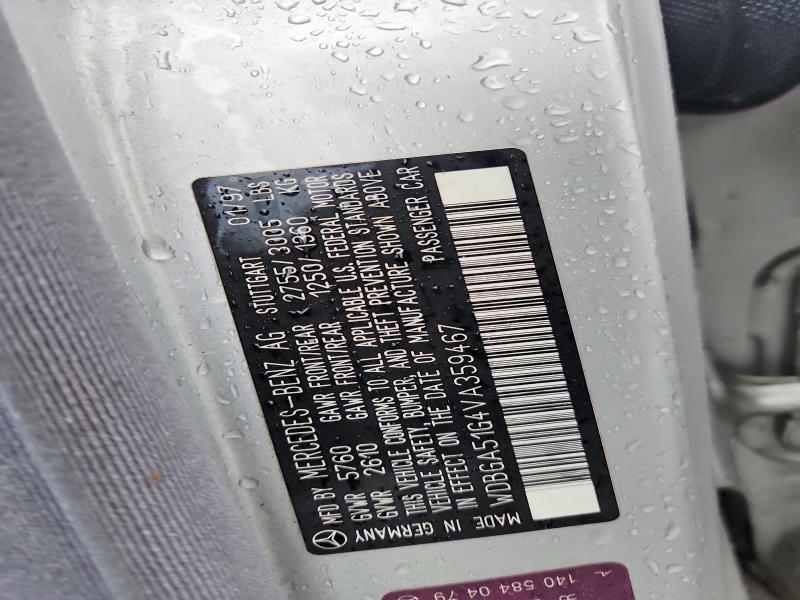 MFD BY MERCEDES-BENZ AG STUTTGART 01/97
GVWR 5760 GAWR FRONT/REAR 2755/3005 LBS
GVWR 2610 GAWR FRONT/REAR 1250 1360 KG
THIS VEHICLE CONFORMS TO ALL APPLICABLE U.S. FEDERAL MOTOR
VEHICLE SAFETY, BUMPER, AND THEFT PREVENTION STANDARDS
IN EFFECT ON THE DATE OF MANUFACTURE SHOWN ABOVE
WDBGA51G4VA359467 PASSENGER CAR
MADE IN GERMANY
140 584 04 79